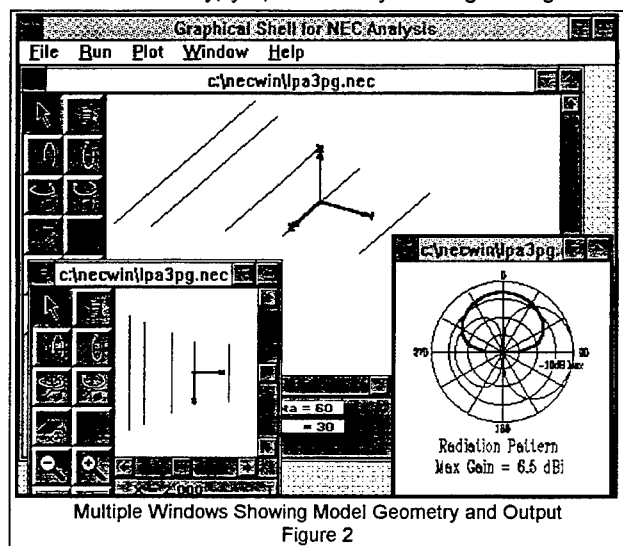 Graphical Shell for NEC Analysis
File Run Plot Window Help
c:\necwin\lpa3pg.nec
c:\necwin\lpa3pg.nec
ta = 60
= 30
c:\necwin\lpa3pg.
0
270
90
-10dB Max
180
Radiation Pattern
Max Gain = 6.5 dBi
Multiple Windows Showing Model Geometry and Output
Figure 2